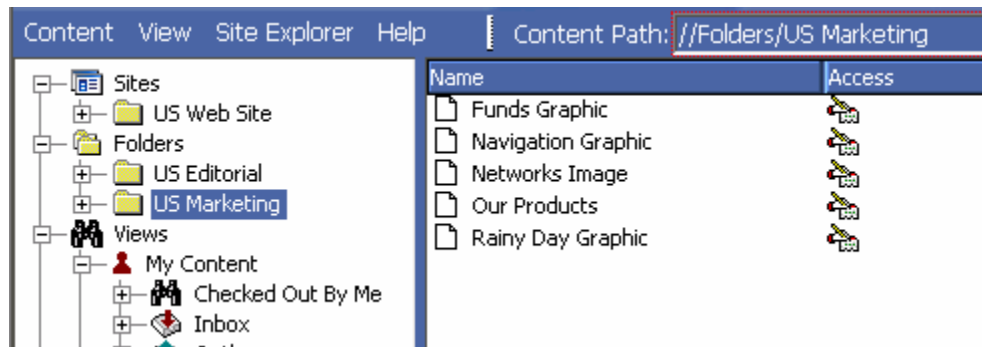 Content View Site Explorer Help Content Path: //Folders/US Marketing
Sites
US Web Site
Folders
US Editorial
US Marketing
Views
My Content
Checked Out By Me
Inbox
Name Access
Funds Graphic
Navigation Graphic
Networks Image
Our Products
Rainy Day Graphic